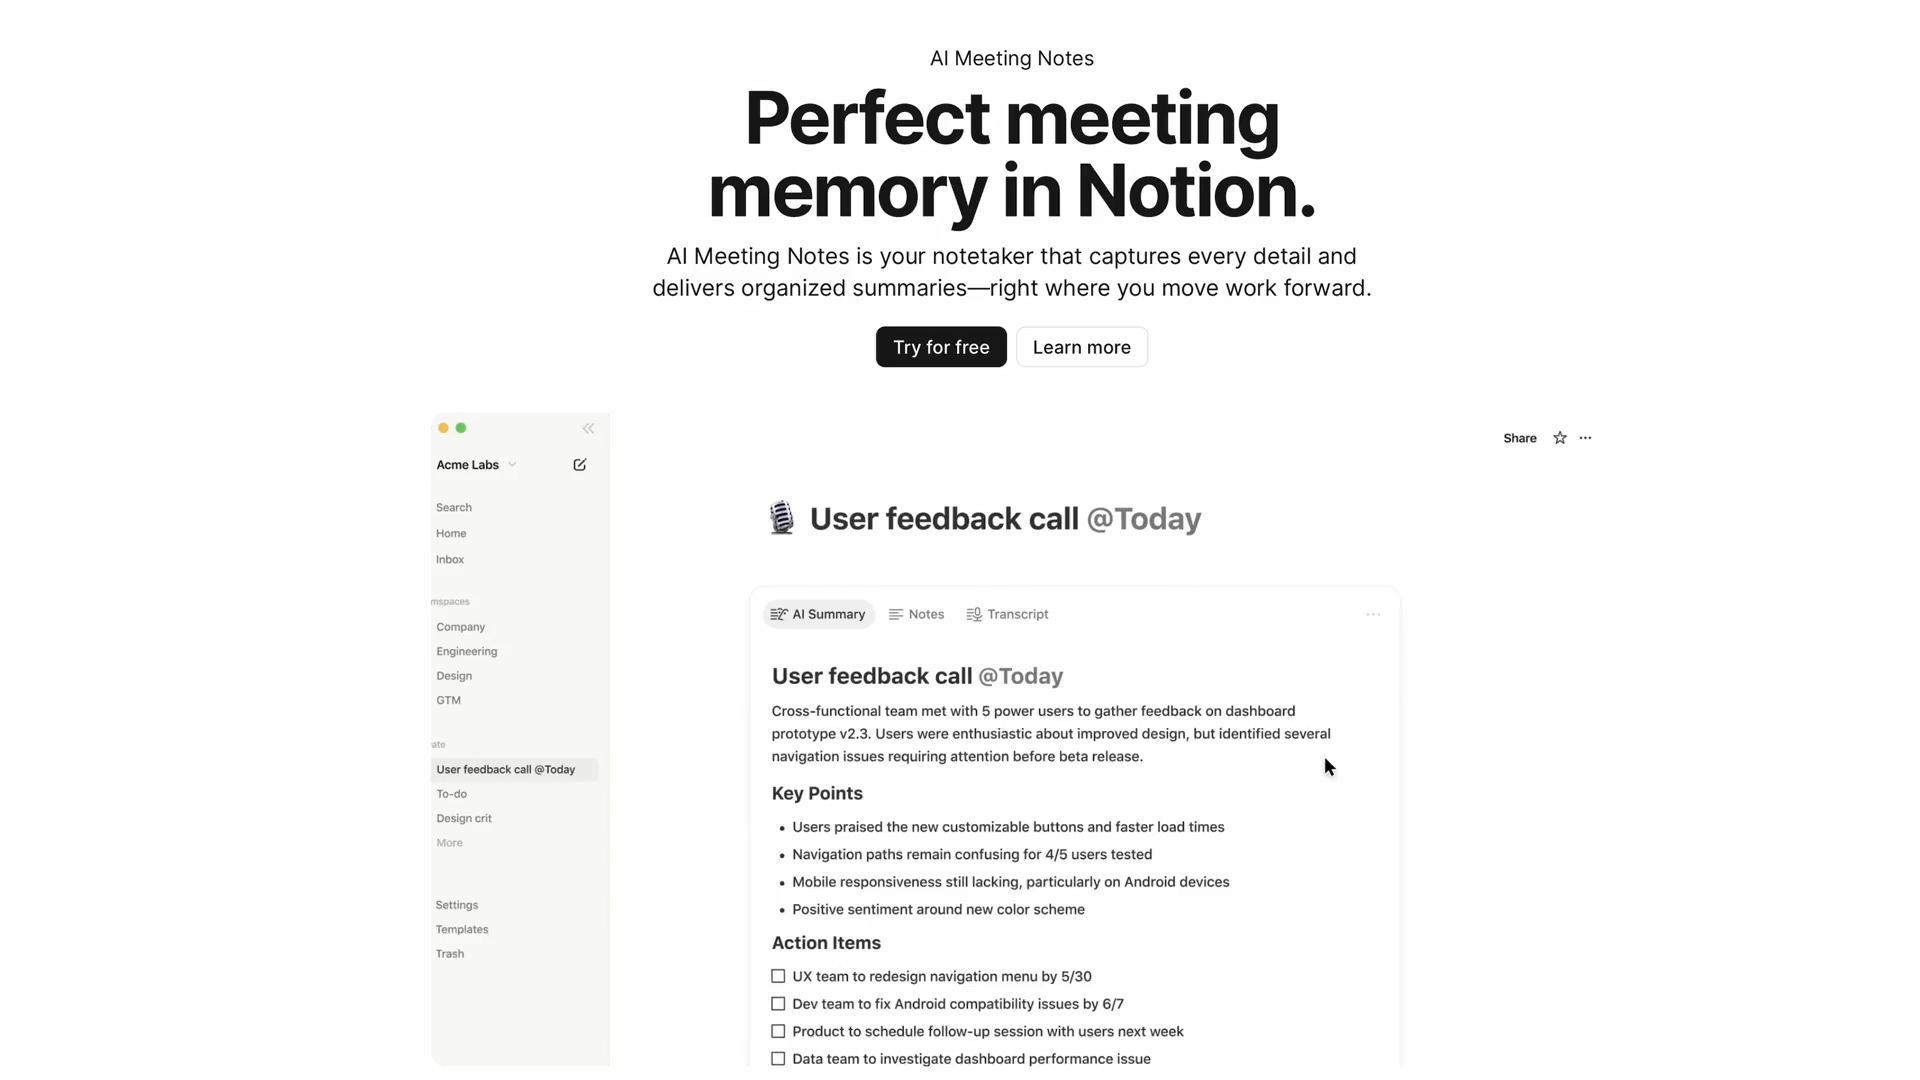 AI Meeting Notes
Perfect meeting
memory in Notion.
AI Meeting Notes is your notetaker that captures every detail and
delivers organized summaries—right where you move work forward.
Try for free
Learn more
Acme Labs
Search
Home
Inbox
mspaces
Company
Engineering
Design
GTM
ate
User feedback call @Today
To-do
Design crit
More
Settings
Templates
Trash
Share
User feedback call @Today
AI Summary
Notes
Transcript
User feedback call @Today
Cross-functional team met with 5 power users to gather feedback on dashboard
prototype v2.3. Users were enthusiastic about improved design, but identified several
navigation issues requiring attention before beta release.
Key Points
• Users praised the new customizable buttons and faster load times
• Navigation paths remain confusing for 4/5 users tested
• Mobile responsiveness still lacking, particularly on Android devices
• Positive sentiment around new color scheme
Action Items
UX team to redesign navigation menu by 5/30
Dev team to fix Android compatibility issues by 6/7
Product to schedule follow-up session with users next week
Data team to investigate dashboard performance issue